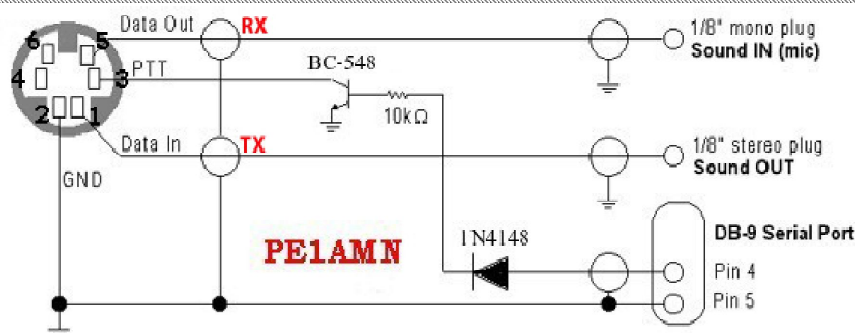 Data Out
RX
1/8" mono plug
Sound IN (mic)
6
5
BC-548
4
3
PTT
10kΩ
2
1
Data In
TX
1/8" stereo plug
Sound OUT
GND
PE1AMN
1N4148
DB-9 Serial Port
Pin 4
Pin 5